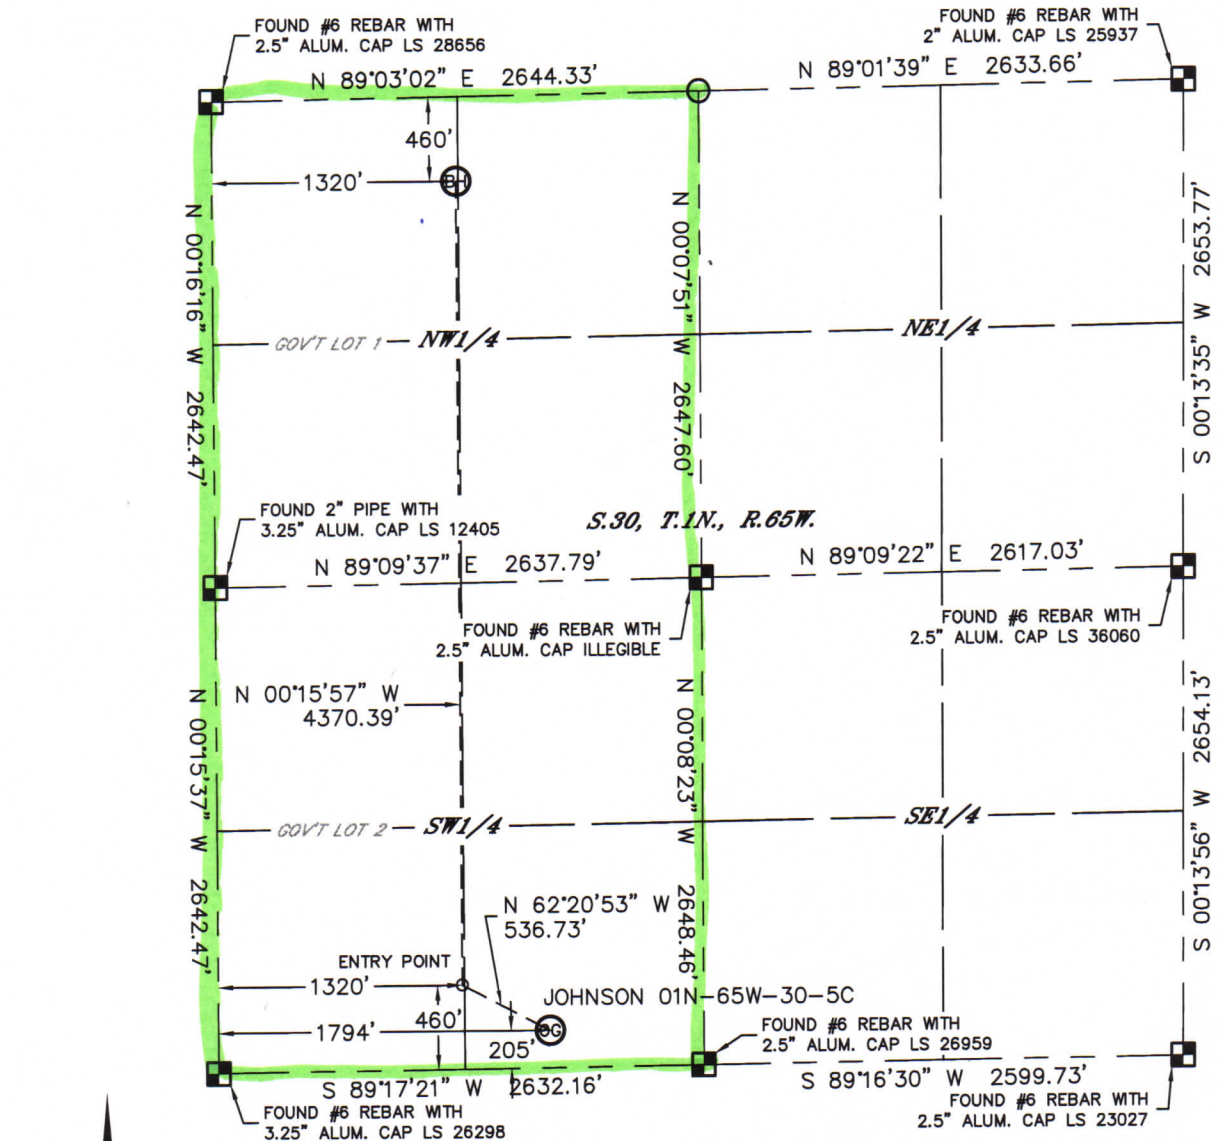 FOUND #6 REBAR WITH
2.5" ALUM. CAP LS 28656
FOUND #6 REBAR WITH
2" ALUM. CAP LS 25937
N 89°03'02" E 2644.33'
N 89°01'39" E 2633.66'
460'
1320'
BH
N 00°16'16" W 2642.47'
N 00°07'51" W 2647.60'
S 00°13'35" W 2653.77'
GOV'T LOT 1
NW1/4
NE1/4
FOUND 2" PIPE WITH
3.25" ALUM. CAP LS 12405
S.30, T.1N., R.65W.
N 89°09'37" E 2637.79'
N 89°09'22" E 2617.03'
FOUND #6 REBAR WITH
2.5" ALUM. CAP ILLEGIBLE
FOUND #6 REBAR WITH
2.5" ALUM. CAP LS 36060
N 00°15'57" W
4370.39'
N 00°15'37" W 2642.47'
N 00°08'23" W 2648.46'
S 00°13'56" W 2654.13'
GOV'T LOT 2
SW1/4
SE1/4
N 62°20'53" W
536.73'
ENTRY POINT
1320'
JOHNSON 01N-65W-30-5C
460'
1794'
205'
FOUND #6 REBAR WITH
2.5" ALUM. CAP LS 26959
S 89°17'21" W 2632.16'
S 89°16'30" W 2599.73'
FOUND #6 REBAR WITH
3.25" ALUM. CAP LS 26298
FOUND #6 REBAR WITH
2.5" ALUM. CAP LS 23027